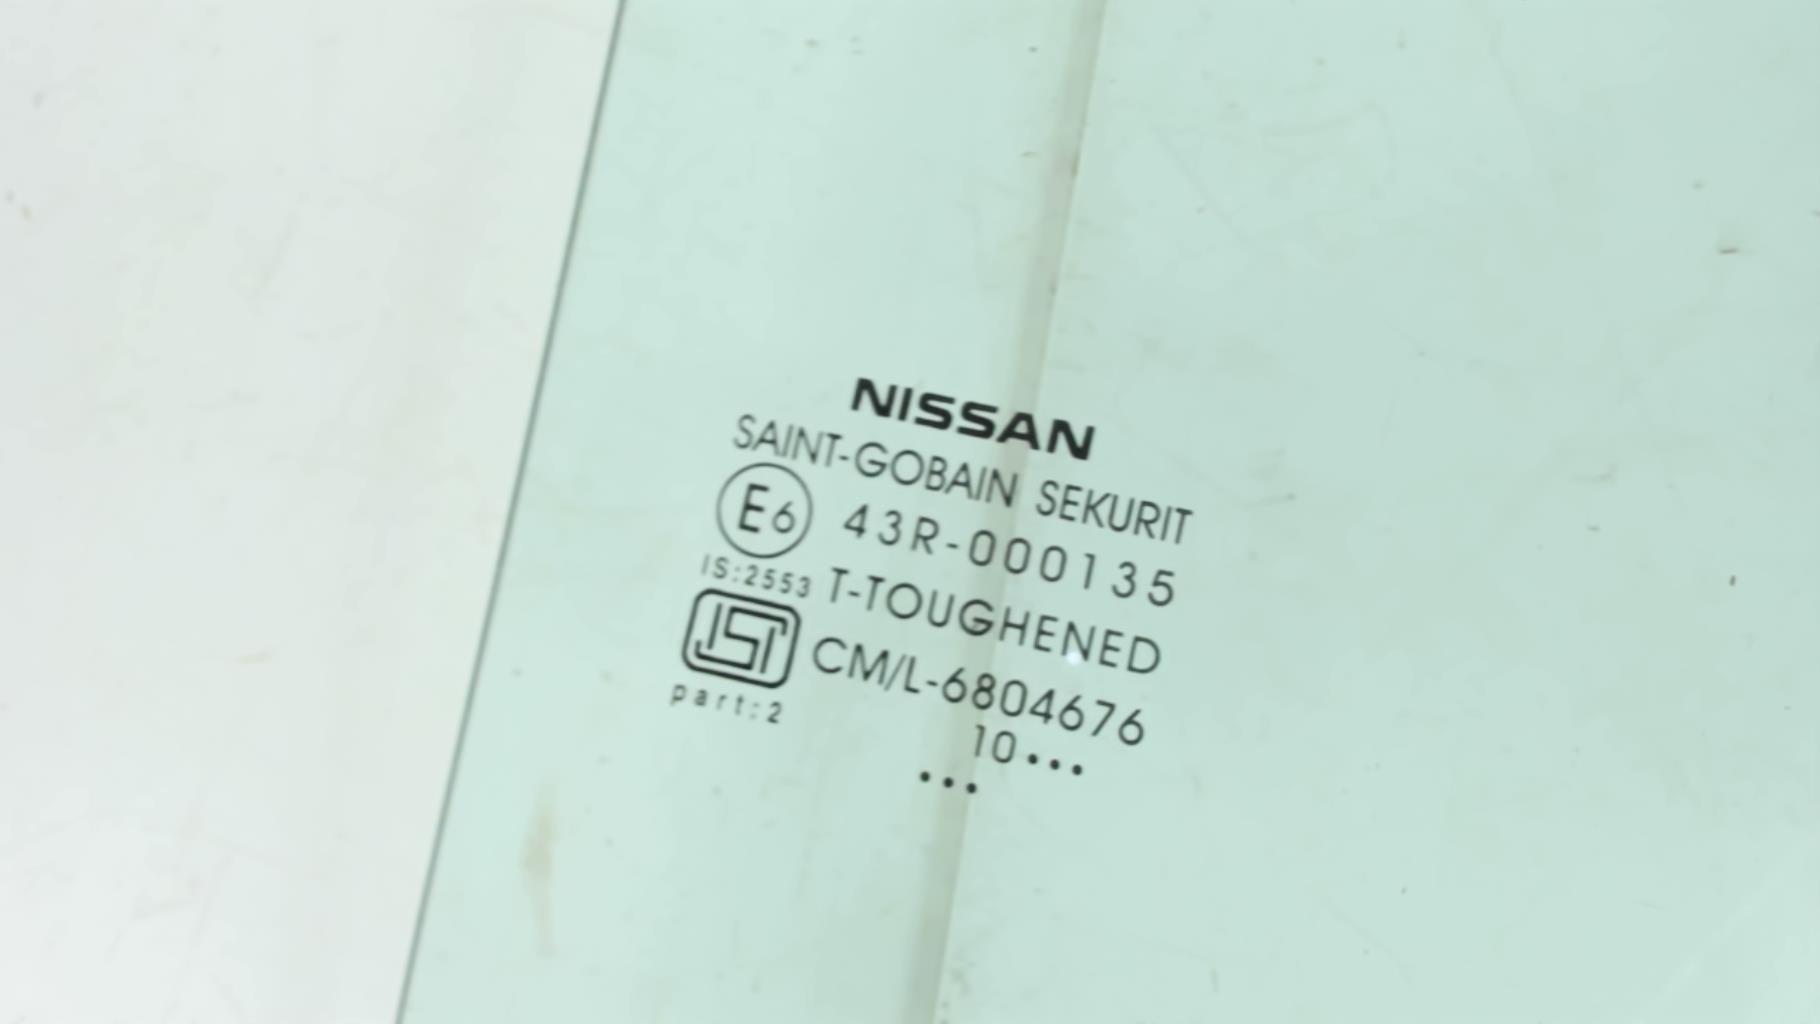 NISSAN
SAINT-GOBAIN SEKURIT
E6 43R-000135
IS:2553 T-TOUGHENED
ISI CM/L-6804676
part:2
10•••
•••